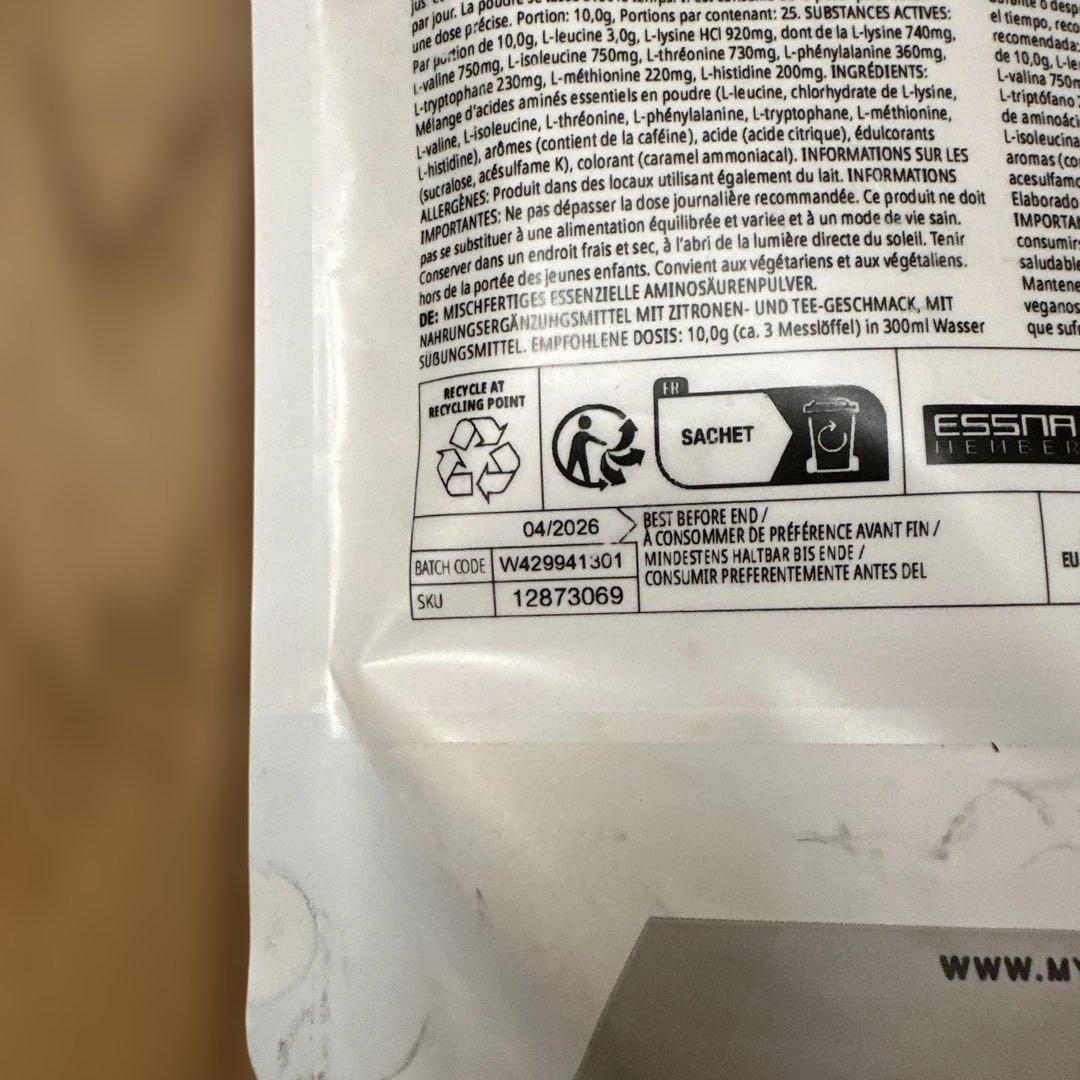 par jour. La poudre se
une dose précise. Portion: 10,0g, Portions par contenant: 25. SUBSTANCES ACTIVES:
Par portion de 10,0g, L-leucine 3,0g, L-lysine HCl 920mg, dont de la L-lysine 740mg,
L-valine 750mg, L-isoleucine 750mg, L-thréonine 730mg, L-phénylalanine 360mg,
L-tryptophane 230mg, L-méthionine 220mg, L-histidine 200mg. INGRÉDIENTS:
Mélange d'acides aminés essentiels en poudre (L-leucine, chlorhydrate de L-lysine,
L-valine, L-isoleucine, L-thréonine, L-phénylalanine, L-tryptophane, L-méthionine,
L-histidine), arômes (contient de la caféine), acide (acide citrique), édulcorants
(sucralose, acésulfame K), colorant (caramel ammoniacal). INFORMATIONS SUR LES
ALLERGÈNES: Produit dans des locaux utilisant également du lait. INFORMATIONS
IMPORTANTES: Ne pas dépasser la dose journalière recommandée. Ce produit ne doit
pas se substituer à une alimentation équilibrée et variée et à un mode de vie sain.
Conserver dans un endroit frais et sec, à l'abri de la lumière directe du soleil. Tenir
hors de la portée des jeunes enfants. Convient aux végétariens et aux végétaliens.
DE: MISCHFERTIGES ESSENZIELLE AMINOSÄURENPULVER.
NAHRUNGSERGÄNZUNGSMITTEL MIT ZITRONEN- UND TEE-GESCHMACK, MIT
SÜßUNGSMITTEL. EMPFOHLENE DOSIS: 10,0g (ca. 3 Messlöffel) in 300ml Wasser
el tiempo, reco
recomendada:
de 10,0g, L-le
L-valina 750m
L-triptófano
de aminoáci
L-isoleucina
aromas (co
acesulfamo
Elaborado
IMPORTAN
consumirs
saludable
Mantene
veganos
que sufr
RECYCLE AT
RECYCLING POINT
FR
SACHET
ESSNA
MEMBER
04/2026
BEST BEFORE END /
À CONSOMMER DE PRÉFÉRENCE AVANT FIN /
MINDESTENS HALTBAR BIS ENDE /
CONSUMIR PREFERENTEMENTE ANTES DEL
BATCH CODE W429941301
SKU 12873069
EU
WWW.MY